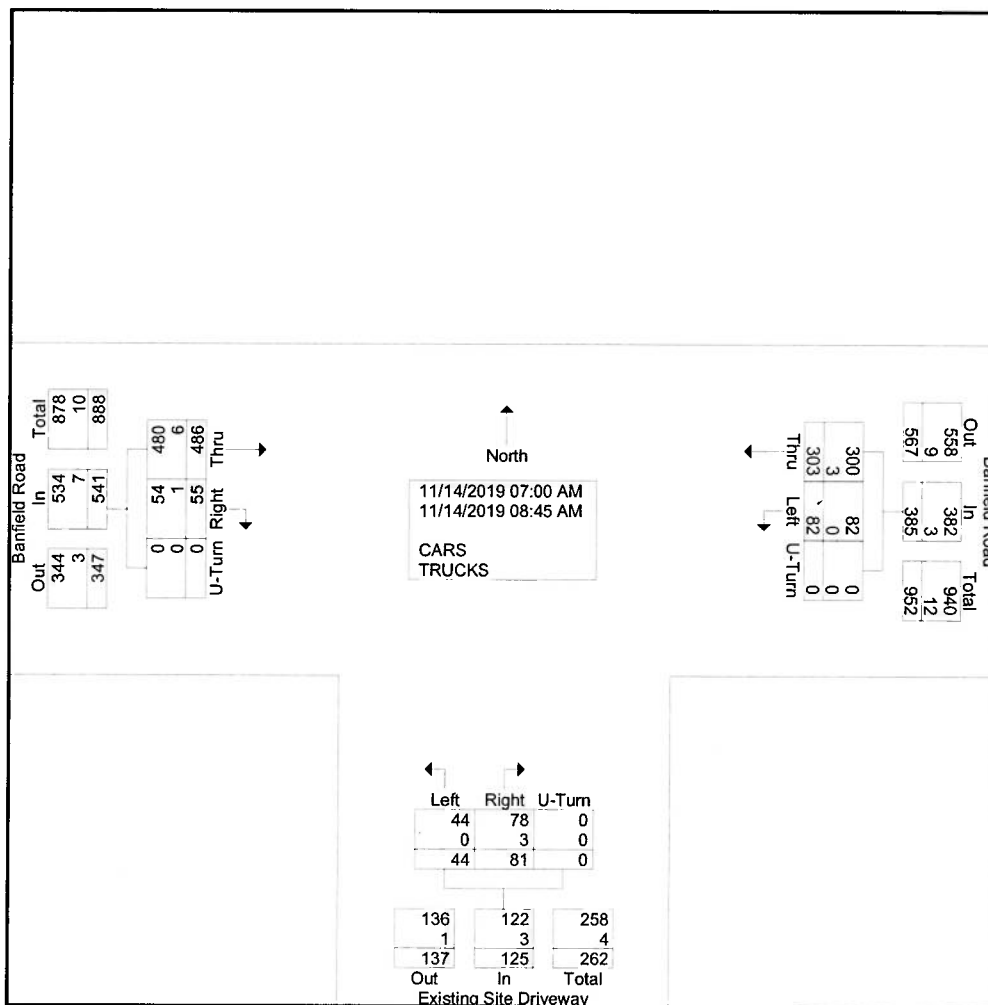 Banfield Road
Out In Total
344 534 878
3 7 10
347 541 888
0 54 480
0 1 6
0 55 486
U-Turn Right Thru
North
11/14/2019 07:00 AM
11/14/2019 08:45 AM
CARS
TRUCKS
Banfield Road
Out In Total
558 382 940
9 3 12
567 385 952
300 82 0
3 0 0
303 82 0
Thru Left U-Turn
Left Right U-Turn
44 78 0
0 3 0
44 81 0
136 122 258
1 3 4
137 125 262
Out In Total
Existing Site Driveway